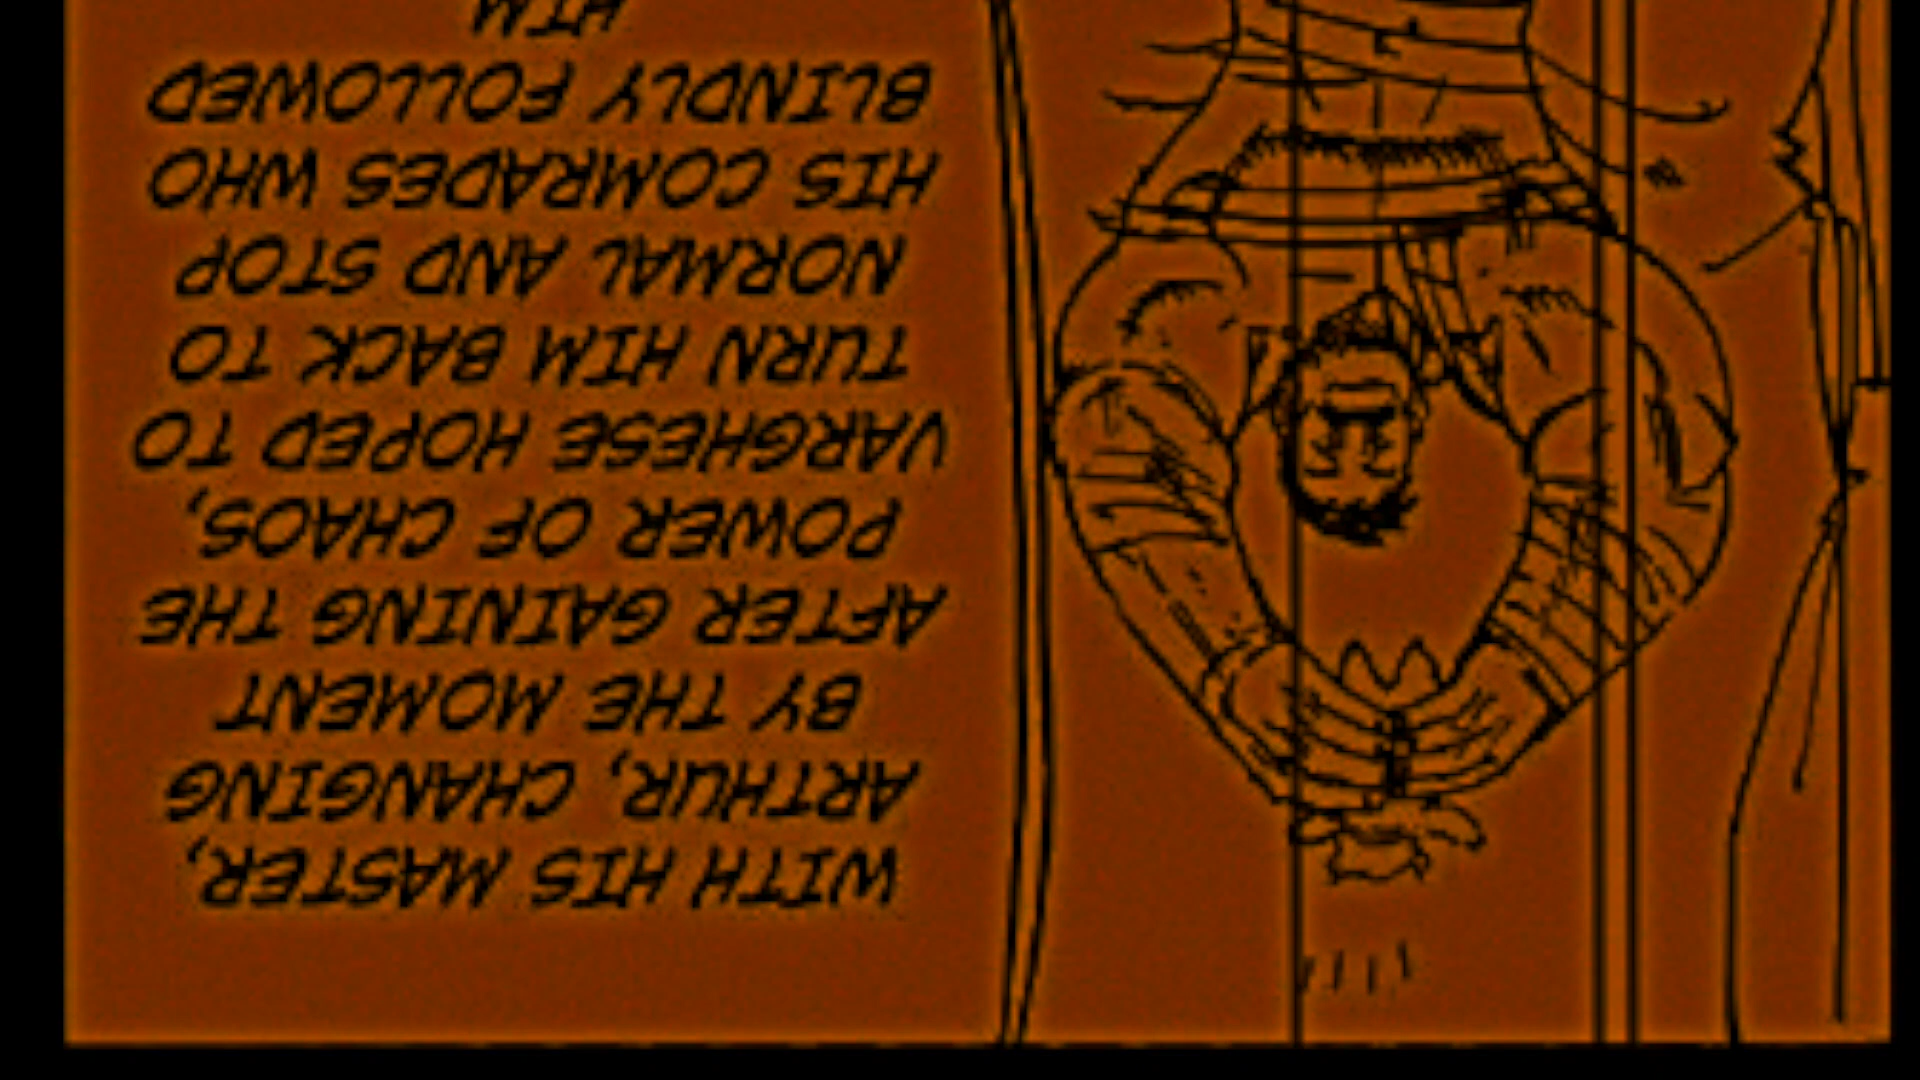 WITH HIS MASTER,
ARTHUR, CHANGING
BY THE MOMENT
AFTER GAINING THE
POWER OF CHAOS,
VARGHESE HOPED TO
TURN HIM BACK TO
NORMAL AND STOP
HIS COMRADES WHO
BLINDLY FOLLOWED
HIM